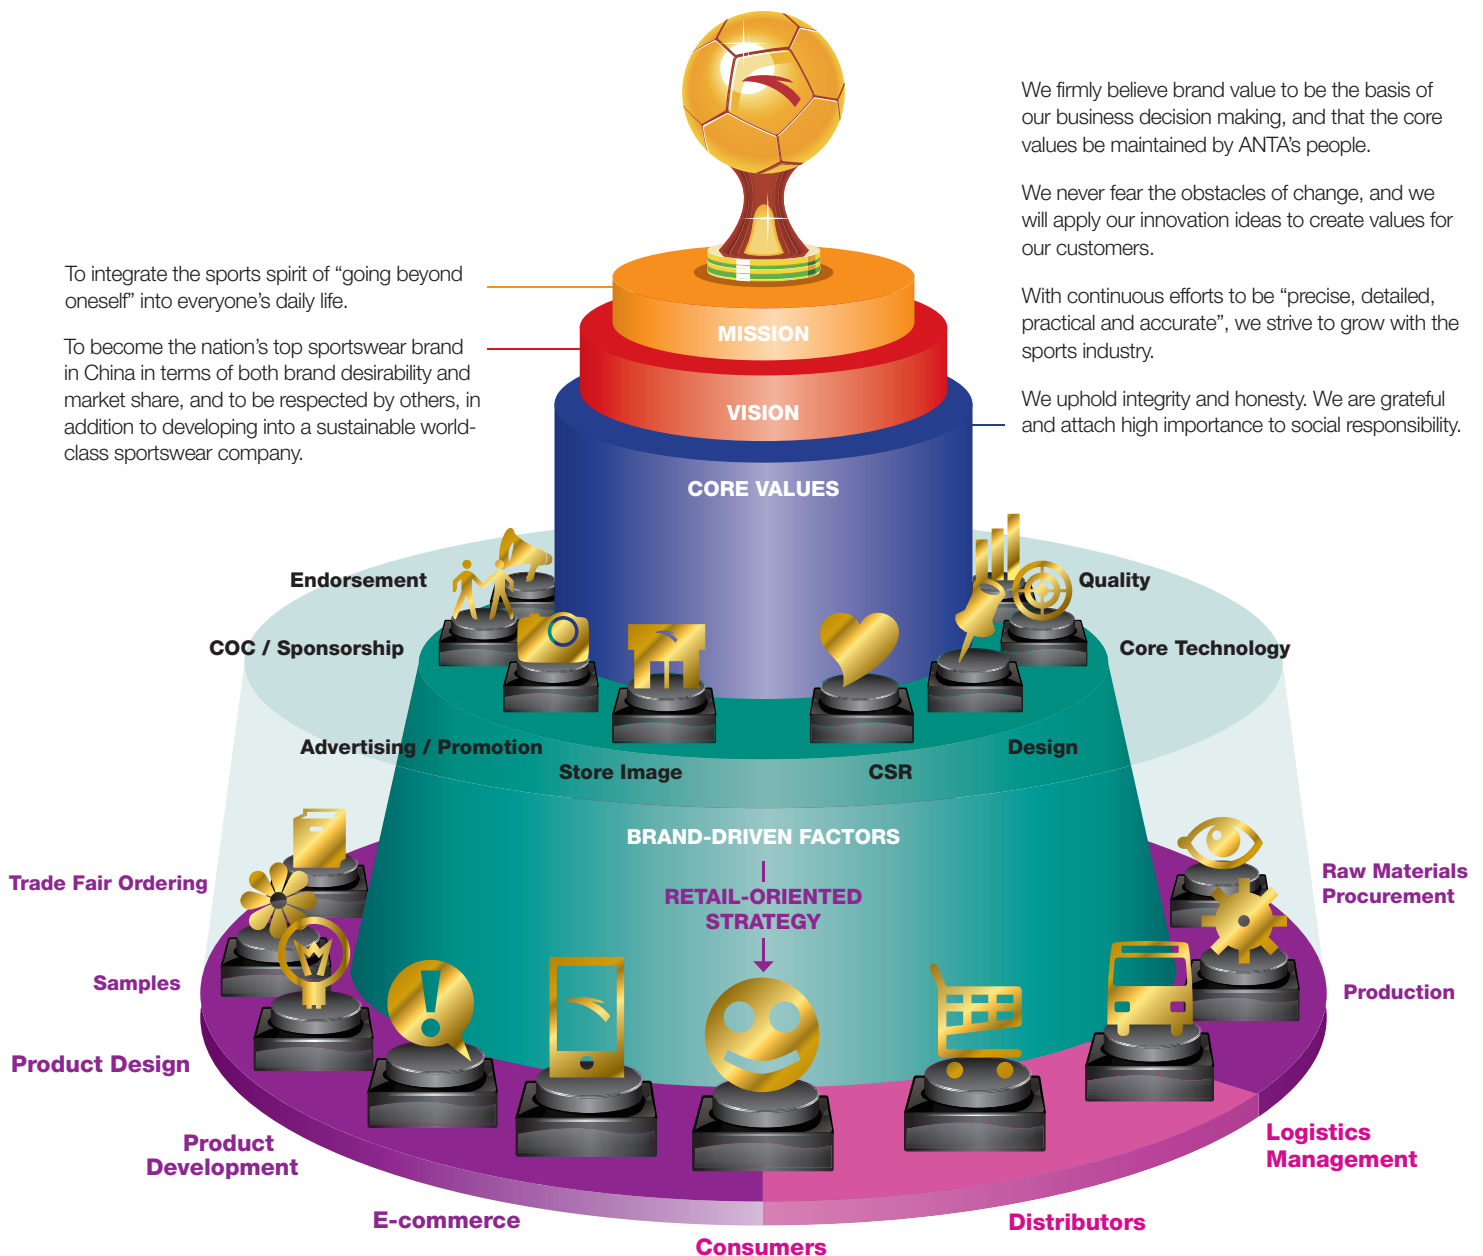 We firmly believe brand value to be the basis of
our business decision making, and that the core
values be maintained by ANTA’s people.
We never fear the obstacles of change, and we
will apply our innovation ideas to create values for
our customers.
With continuous efforts to be “precise, detailed,
practical and accurate”, we strive to grow with the
sports industry.
We uphold integrity and honesty. We are grateful
and attach high importance to social responsibility.
To integrate the sports spirit of “going beyond
oneself” into everyone’s daily life.
To become the nation’s top sportswear brand
in China in terms of both brand desirability and
market share, and to be respected by others, in
addition to developing into a sustainable world-
class sportswear company.
MISSION
VISION
CORE VALUES
Endorsement
Quality
COC / Sponsorship
Core Technology
Advertising / Promotion
Design
Store Image
CSR
BRAND-DRIVEN FACTORS
RETAIL-ORIENTED
STRATEGY
Trade Fair Ordering
Raw Materials
Procurement
Samples
Production
Product Design
Product
Development
Logistics
Management
E-commerce
Distributors
Consumers